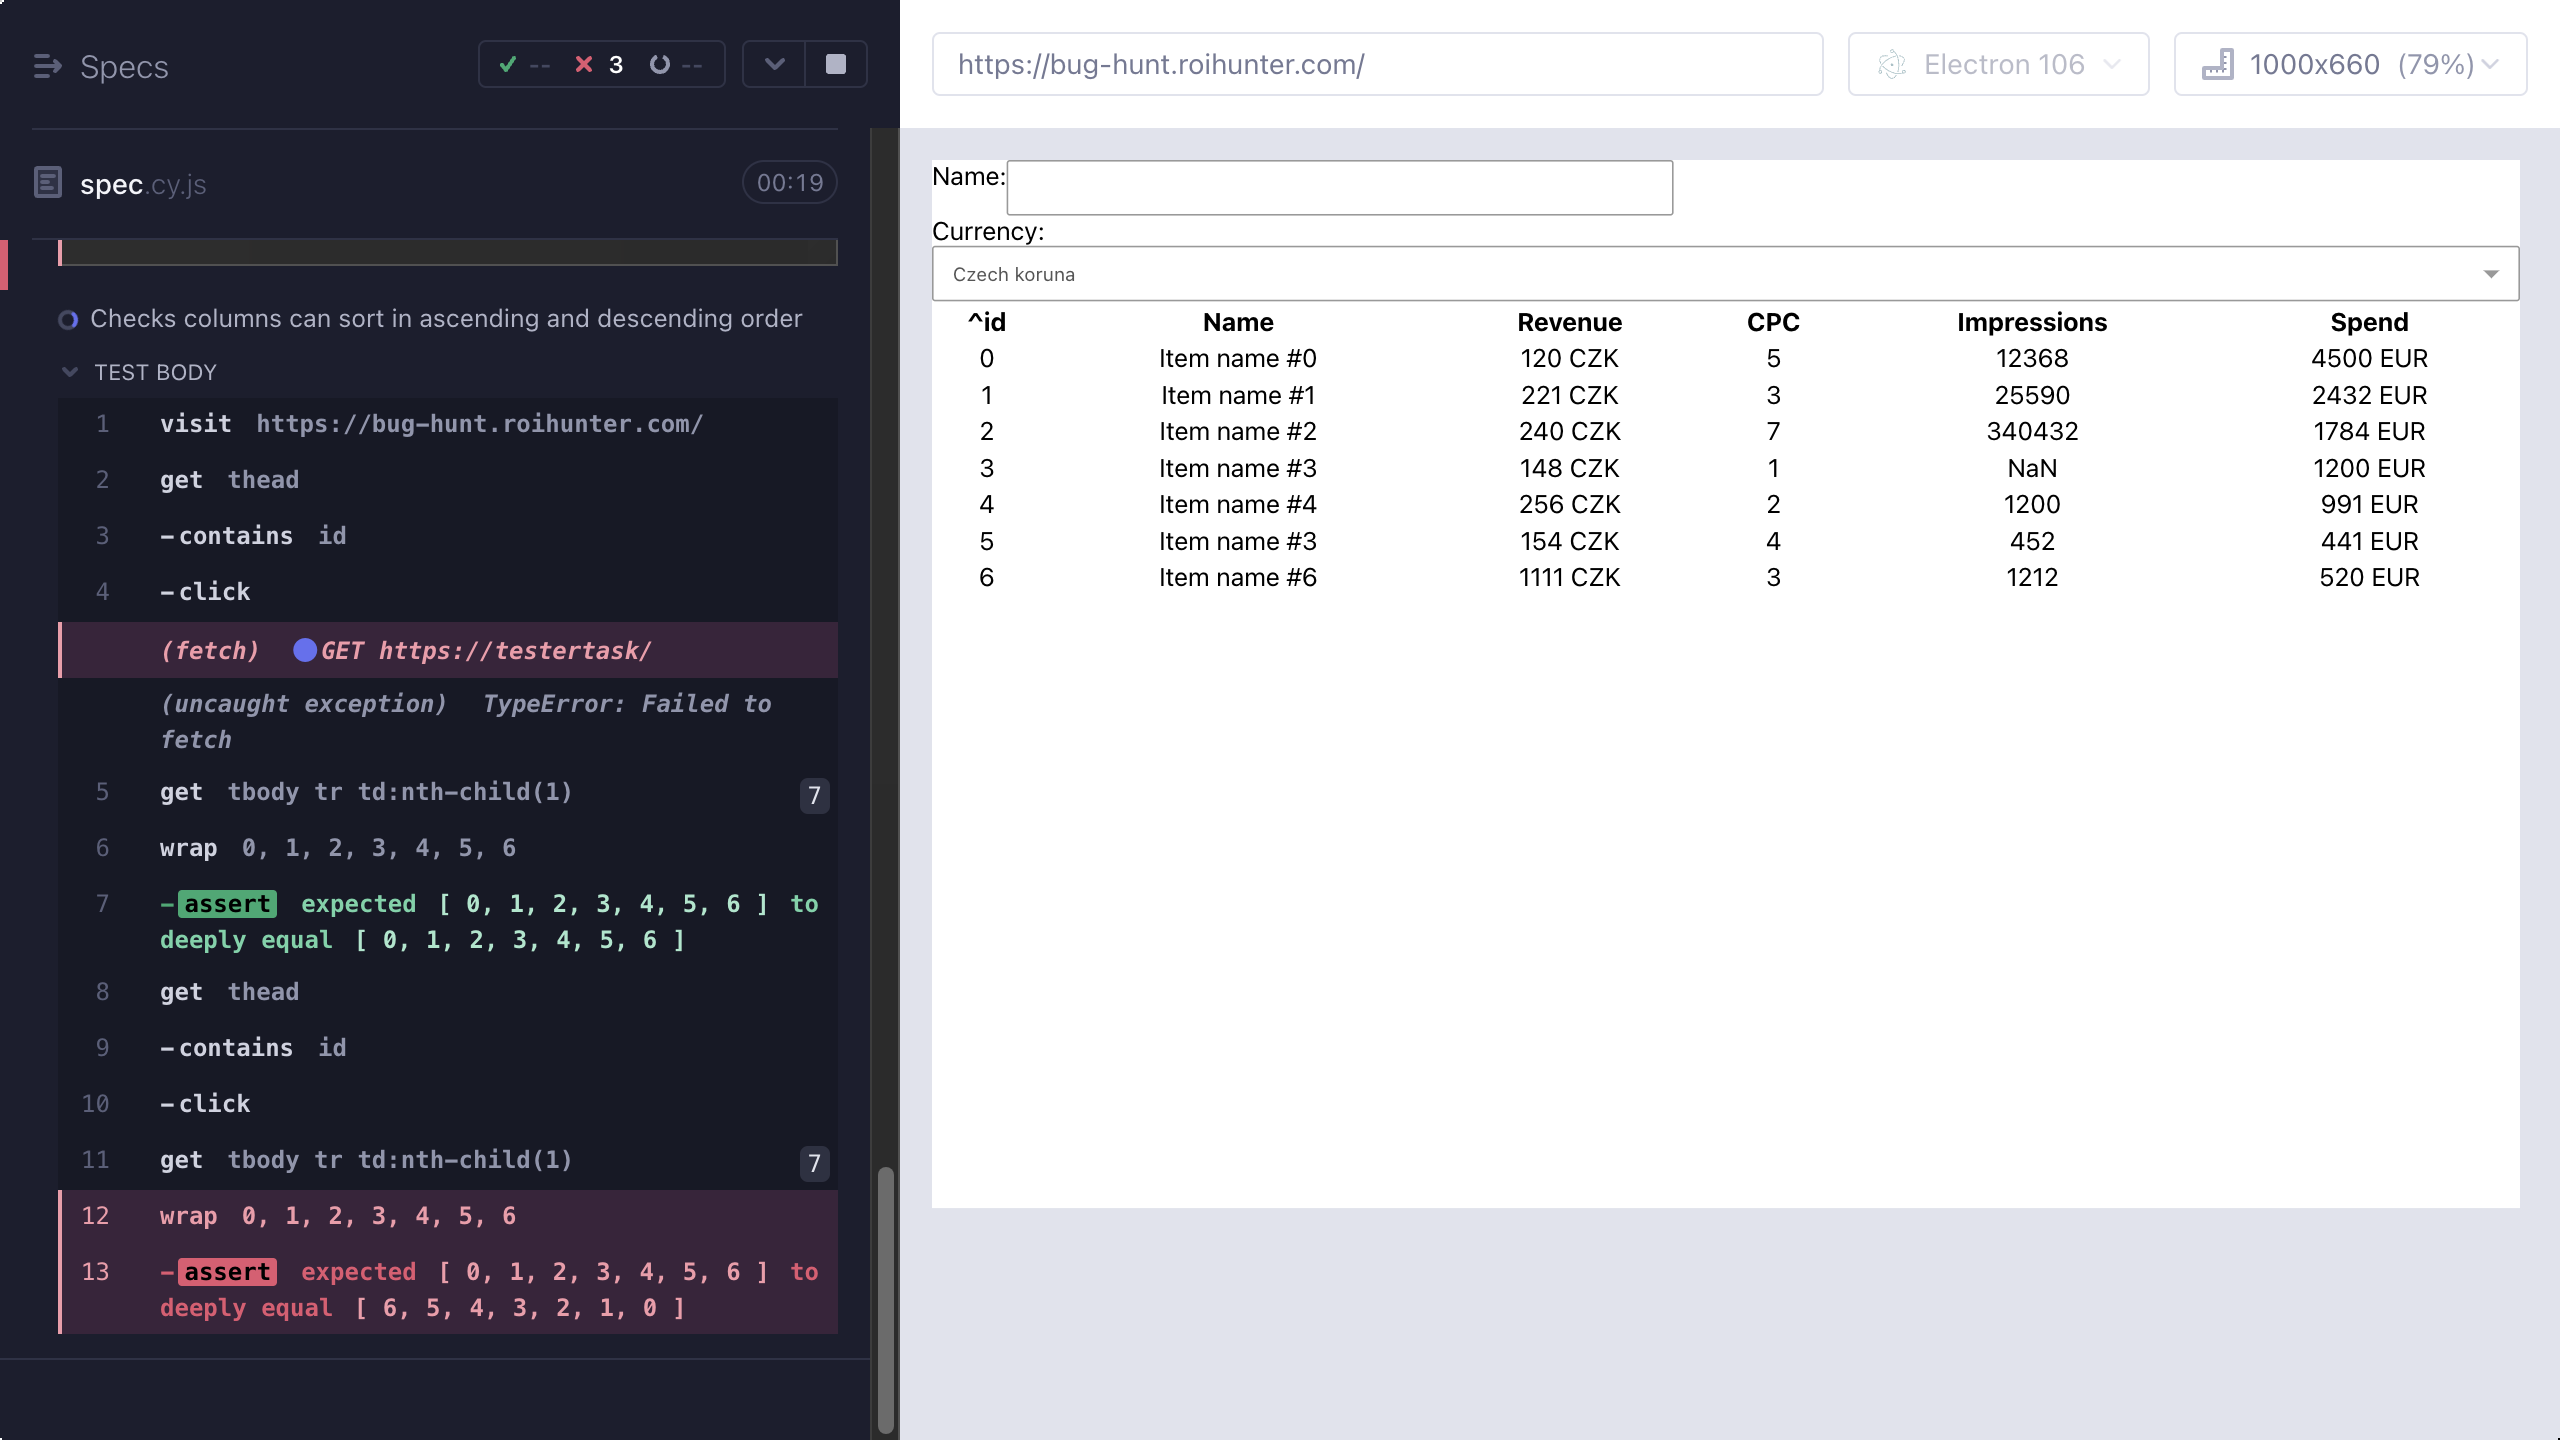 Specs
-- 3 --
spec.cy.js 00:19
Checks columns can sort in ascending and descending order
TEST BODY
1 visit https://bug-hunt.roihunter.com/
2 get thead
3 -contains id
4 -click
(fetch) GET https://testertask/
(uncaught exception) TypeError: Failed to
fetch
5 get tbody tr td:nth-child(1) 7
6 wrap 0, 1, 2, 3, 4, 5, 6
7 -assert expected [ 0, 1, 2, 3, 4, 5, 6 ] to
deeply equal [ 0, 1, 2, 3, 4, 5, 6 ]
8 get thead
9 -contains id
10 -click
11 get tbody tr td:nth-child(1) 7
12 wrap 0, 1, 2, 3, 4, 5, 6
13 -assert expected [ 0, 1, 2, 3, 4, 5, 6 ] to
deeply equal [ 6, 5, 4, 3, 2, 1, 0 ]
https://bug-hunt.roihunter.com/ Electron 106 1000x660 (79%)
Name:
Currency:
Czech koruna
^id Name Revenue CPC Impressions Spend
0 Item name #0 120 CZK 5 12368 4500 EUR
1 Item name #1 221 CZK 3 25590 2432 EUR
2 Item name #2 240 CZK 7 340432 1784 EUR
3 Item name #3 148 CZK 1 NaN 1200 EUR
4 Item name #4 256 CZK 2 1200 991 EUR
5 Item name #3 154 CZK 4 452 441 EUR
6 Item name #6 1111 CZK 3 1212 520 EUR